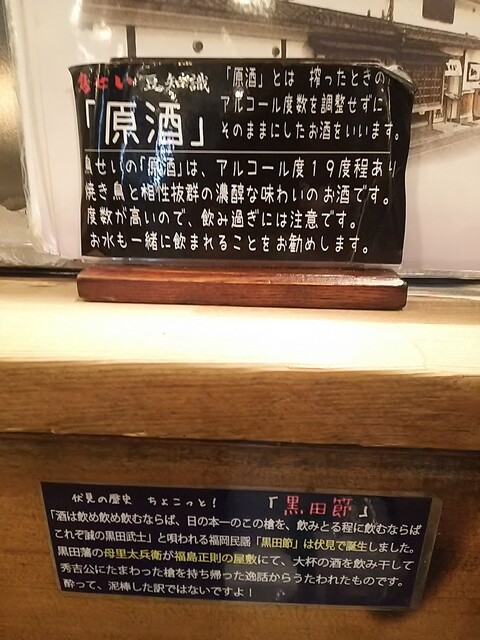 鳥せい豆知識
「原酒」
「原酒」とは 搾ったときの
アルコール度数を調整せずに
そのままにしたお酒をいいます。
鳥せいの「原酒」は、アルコール度19度程あり
焼き鳥と相性抜群の濃醇な味わいのお酒です。
度数が高いので、飲み過ぎには注意です。
お水も一緒に飲まれることをお勧めします。
伏見の歴史 ちょこっと! 「黒田節」
「酒は飲め飲め飲むならば、日の本一のこの槍を、飲みとる程に飲むならば
これぞ誠の黒田武士」と唄われる福岡民謡「黒田節」は伏見で誕生しました。
黒田藩の母里太兵衛が福島正則の屋敷にて、大杯の酒を飲み干して
秀吉公にたまわった槍を持ち帰った逸話からうたわれたものです。
酔って、泥棒した訳ではないですよ!